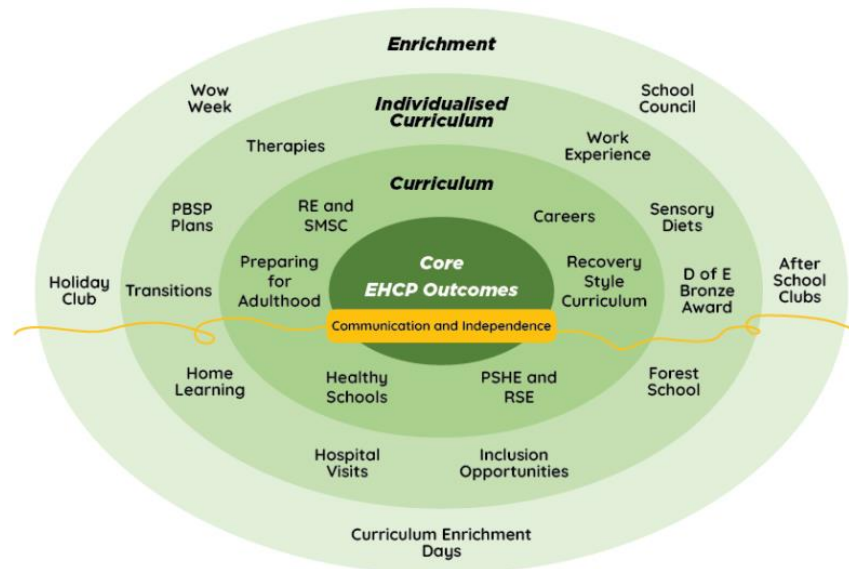 Enrichment
Wow
Week
School
Council
Individualised
Curriculum
Therapies
Work
Experience
Curriculum
PBSP
Plans
RE and
SMSC
Careers
Sensory
Diets
Holiday
Club
Transitions
Preparing
for
Adulthood
Core
EHCP Outcomes
Recovery
Style
Curriculum
D of E
Bronze
Award
After
School
Clubs
Communication and Independence
Home
Learning
Healthy
Schools
PSHE and
RSE
Forest
School
Hospital
Visits
Inclusion
Opportunities
Curriculum Enrichment
Days